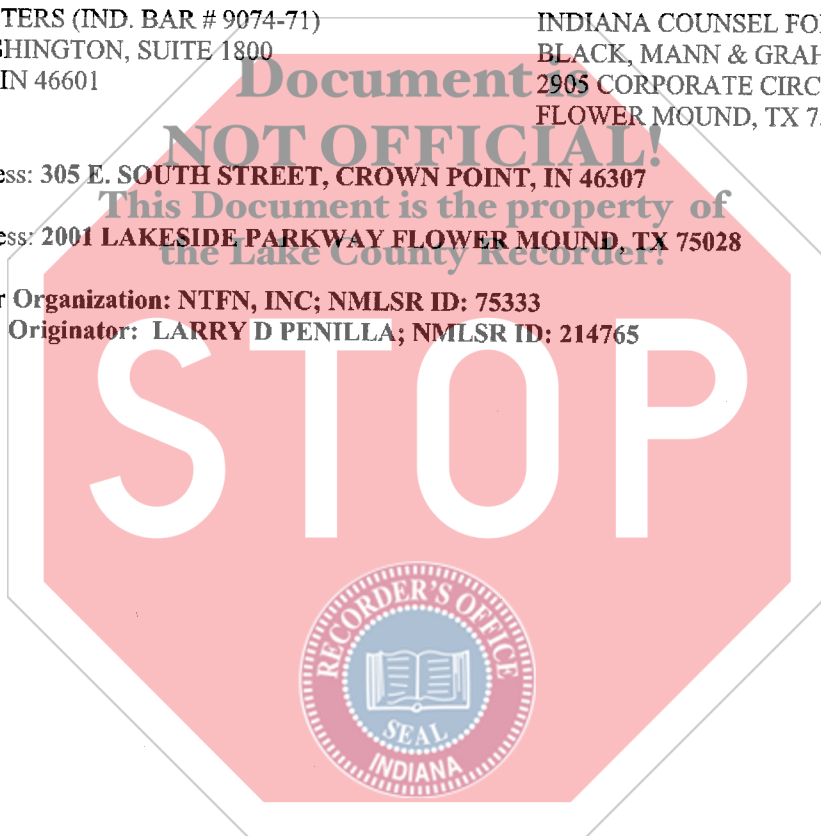 TERS (IND. BAR # 9074-71)
HINGTON, SUITE 1800
IN 46601
INDIANA COUNSEL FO
BLACK, MANN & GRAH
2905 CORPORATE CIRC
FLOWER MOUND, TX 7
Document is
NOT OFFICIAL!
This Document is the property of
the Lake County Recorder!
ess: 305 E. SOUTH STREET, CROWN POINT, IN 46307
ess: 2001 LAKESIDE PARKWAY FLOWER MOUND, TX 75028
r Organization: NTFN, INC; NMLSR ID: 75333
Originator: LARRY D PENILLA; NMLSR ID: 214765
STOP
RECORDER'S OFFICE
SEAL
INDIANA